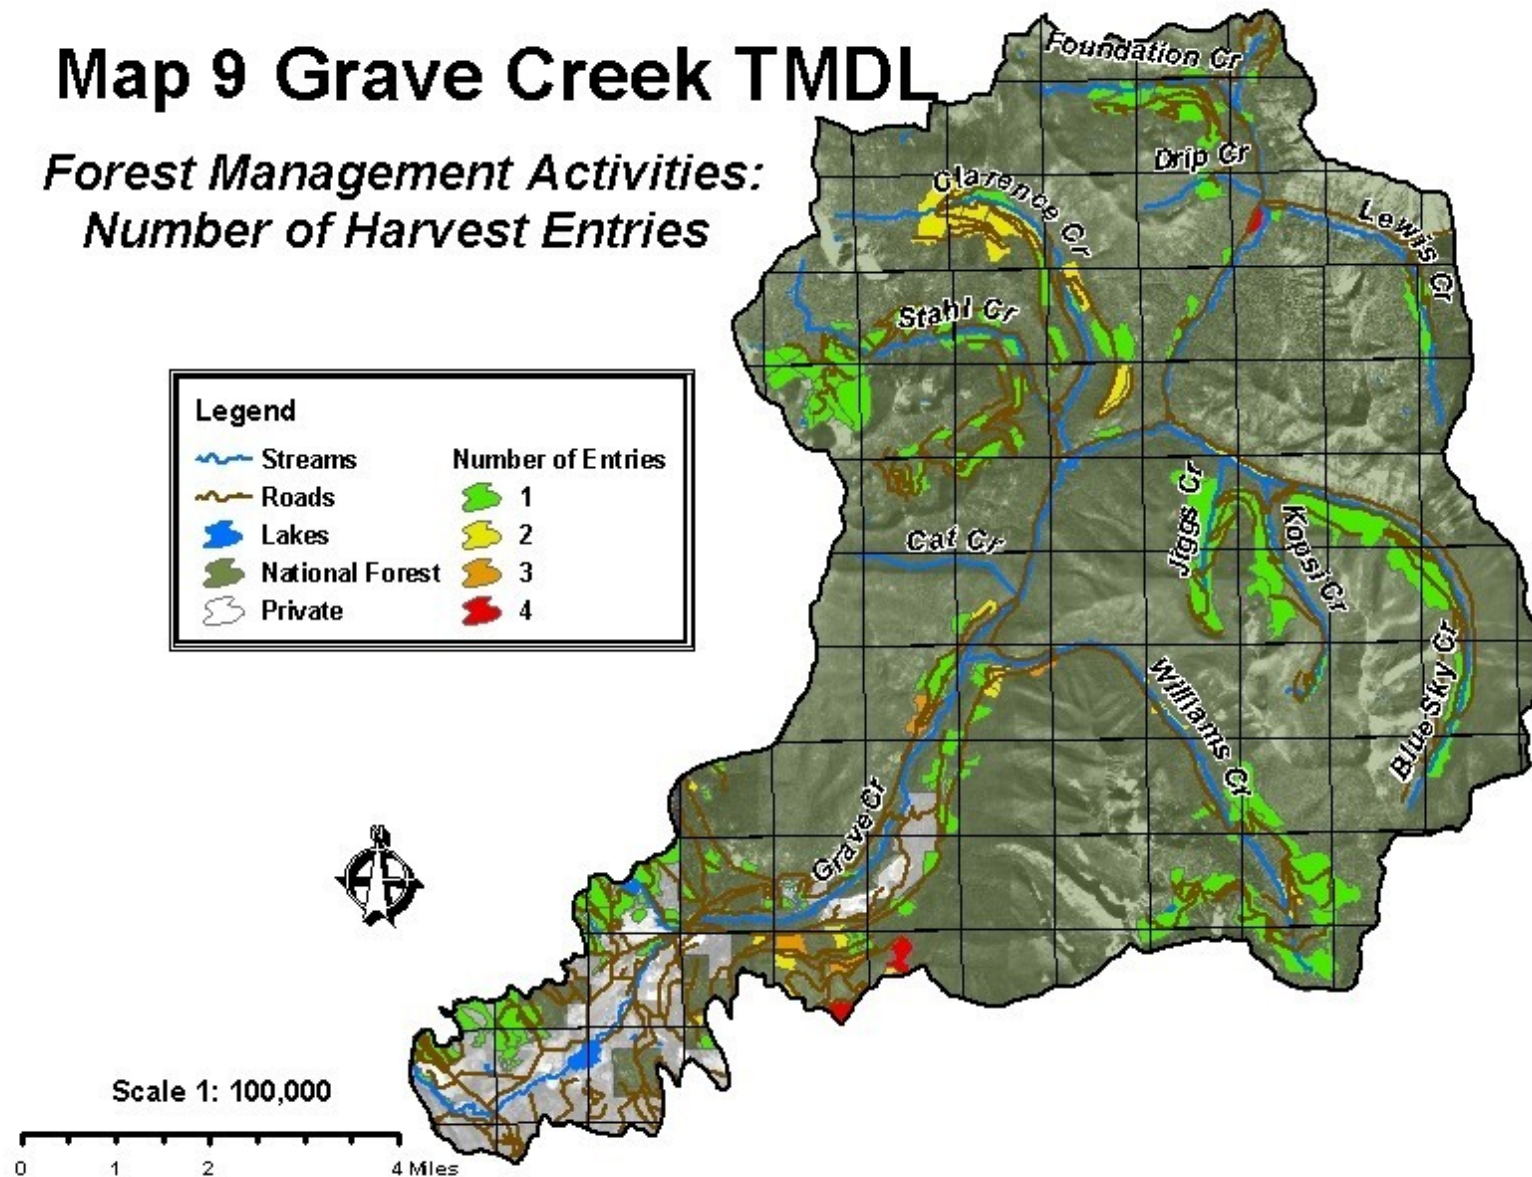 Map 9 Grave Creek TMDL
Forest Management Activities:
Number of Harvest Entries
Foundation Cr
Drip Cr
Clarence Cr
Lewis Cr
Stahl Cr
Legend
Streams
Roads
Lakes
National Forest
Private
Number of Entries
1
2
3
4
Jiggs Cr
Kopsi Cr
Cat Cr
Williams Cr
Blue Sky Cr
Grave Cr
N
Scale 1: 100,000
0 1 2 4 Miles